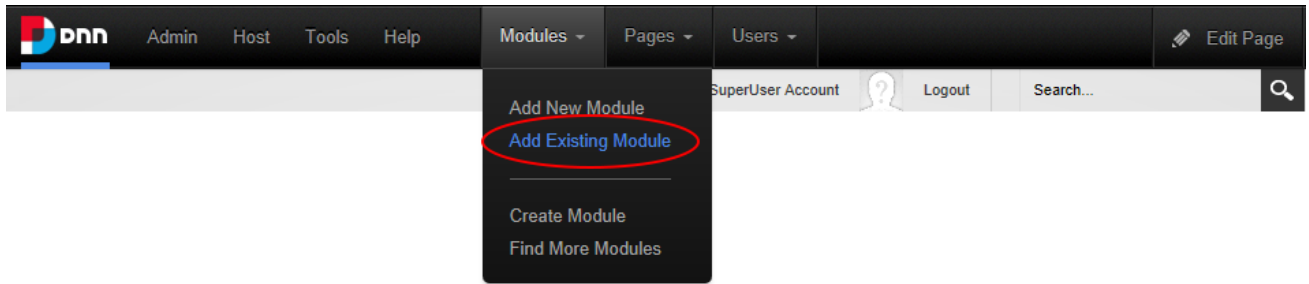 DNN Admin Host Tools Help Modules Pages Users Edit Page
SuperUser Account Logout Search...
Add New Module
Add Existing Module
Create Module
Find More Modules